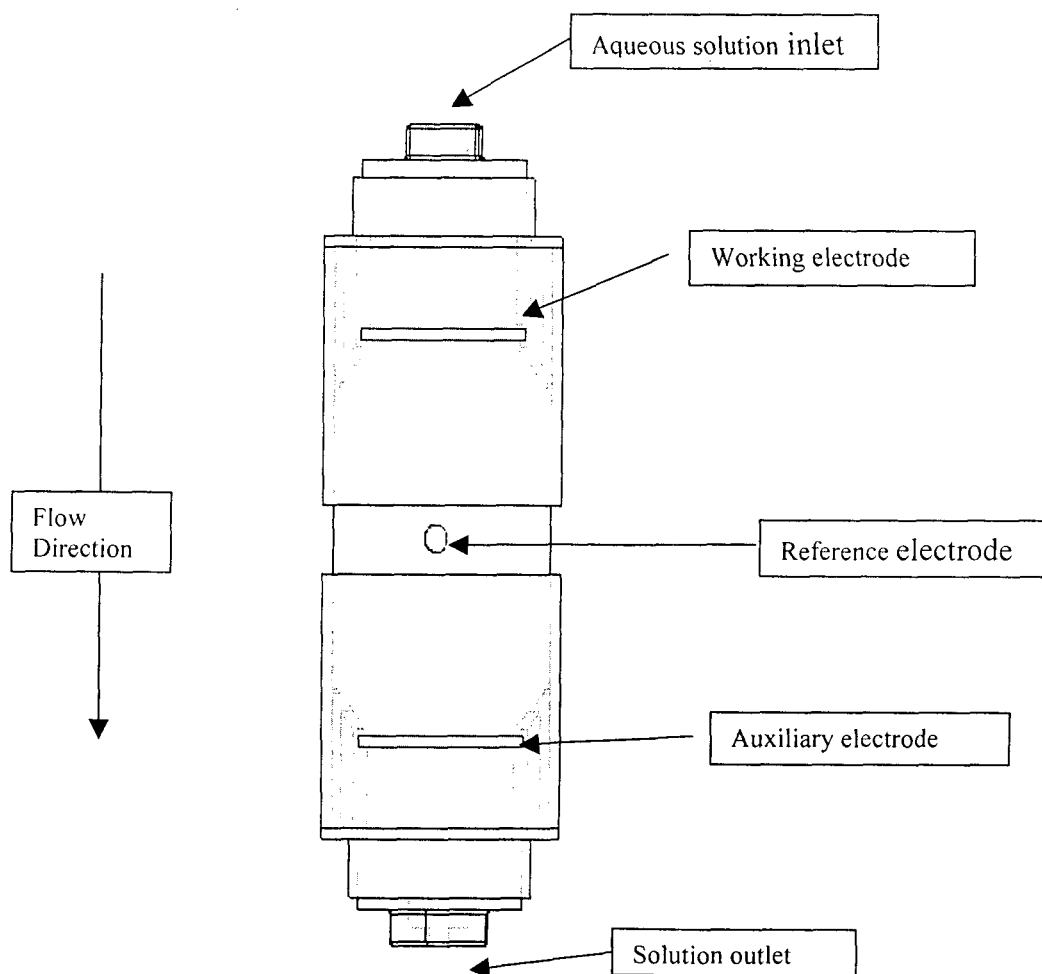 Aqueous solution inlet
Working electrode
Flow
Direction
Reference electrode
Auxiliary electrode
Solution outlet